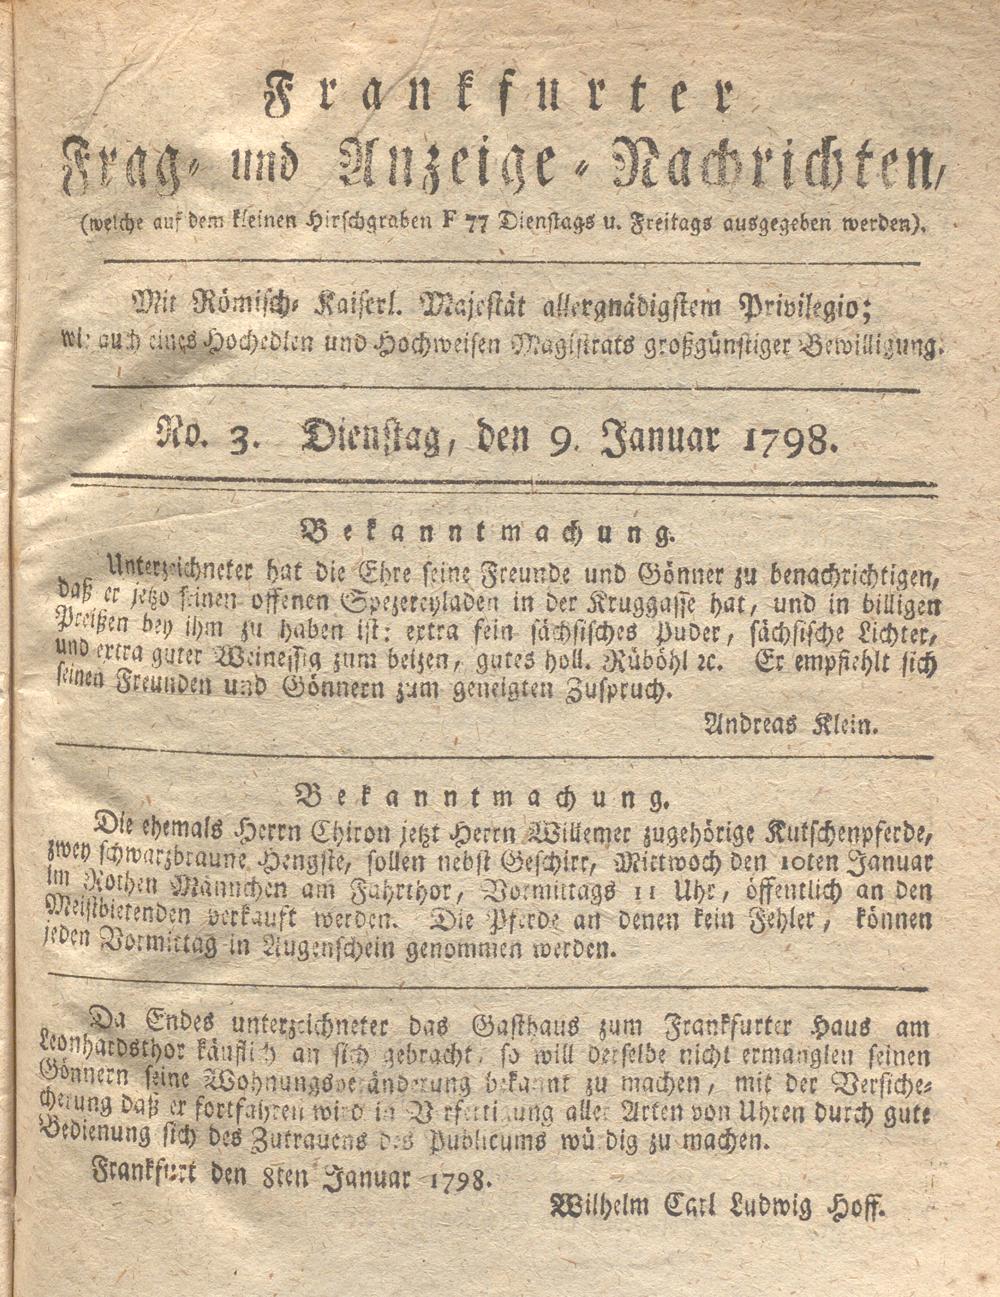 Frankfurter
Frag- und Anzeige-Nachrichten,
(welche auf dem kleinen Hirschgraben F 77 Dienstags u. Freitags ausgegeben werden).
Mit Römisch-Kaiserl. Majestät allergnädigstem Privilegio;
wie auch eines Hochedlen und Hochweisen Magistrats großgünstiger Bewilligung.
No. 3. Dienstag, den 9. Januar 1798.
Bekanntmachung.
Unterzeichneter hat die Ehre seine Freunde und Gönner zu benachrichtigen,
daß er jetzo seinen offenen Spezereyladen in der Kruggasse hat, und in billigen
Preißen bey ihm zu haben ist: extra fein sächsisches Puder, sächsische Lichter,
und extra guter Weinessig zum beizen, gutes holl. Rüböhl ꝛc. Er empfiehlt sich
seinen Freunden und Gönnern zum geneigten Zuspruch.
Andreas Klein.
Bekanntmachung.
Die ehemals Herrn Chiron jetzt Herrn Willemer zugehörige Kutschenpferde,
zwey schwarzbraune Hengste, sollen nebst Geschirr, Mittwoch den 10ten Januar
im Rothen Männchen am Fahrthor, Vormittags 11 Uhr, öffentlich an den
Meistbietenden verkauft werden. Die Pferde an denen kein Fehler, können
jeden Vormittag in Augenschein genommen werden.
Da Endes unterzeichneter das Gasthaus zum Frankfurter Haus am
Leonhardsthor käuflich an sich gebracht, so will derselbe nicht ermanglen seinen
Gönnern seine Wohnungsveränderung bekannt zu machen, mit der Versiche-
cherung daß er fortfahren wird in Verfertigung aller Arten von Uhren durch gute
Bedienung sich des Zutrauens des Publicums würdig zu machen.
Frankfurt den 8ten Januar 1798.
Wilhelm Carl Ludwig Hoff.